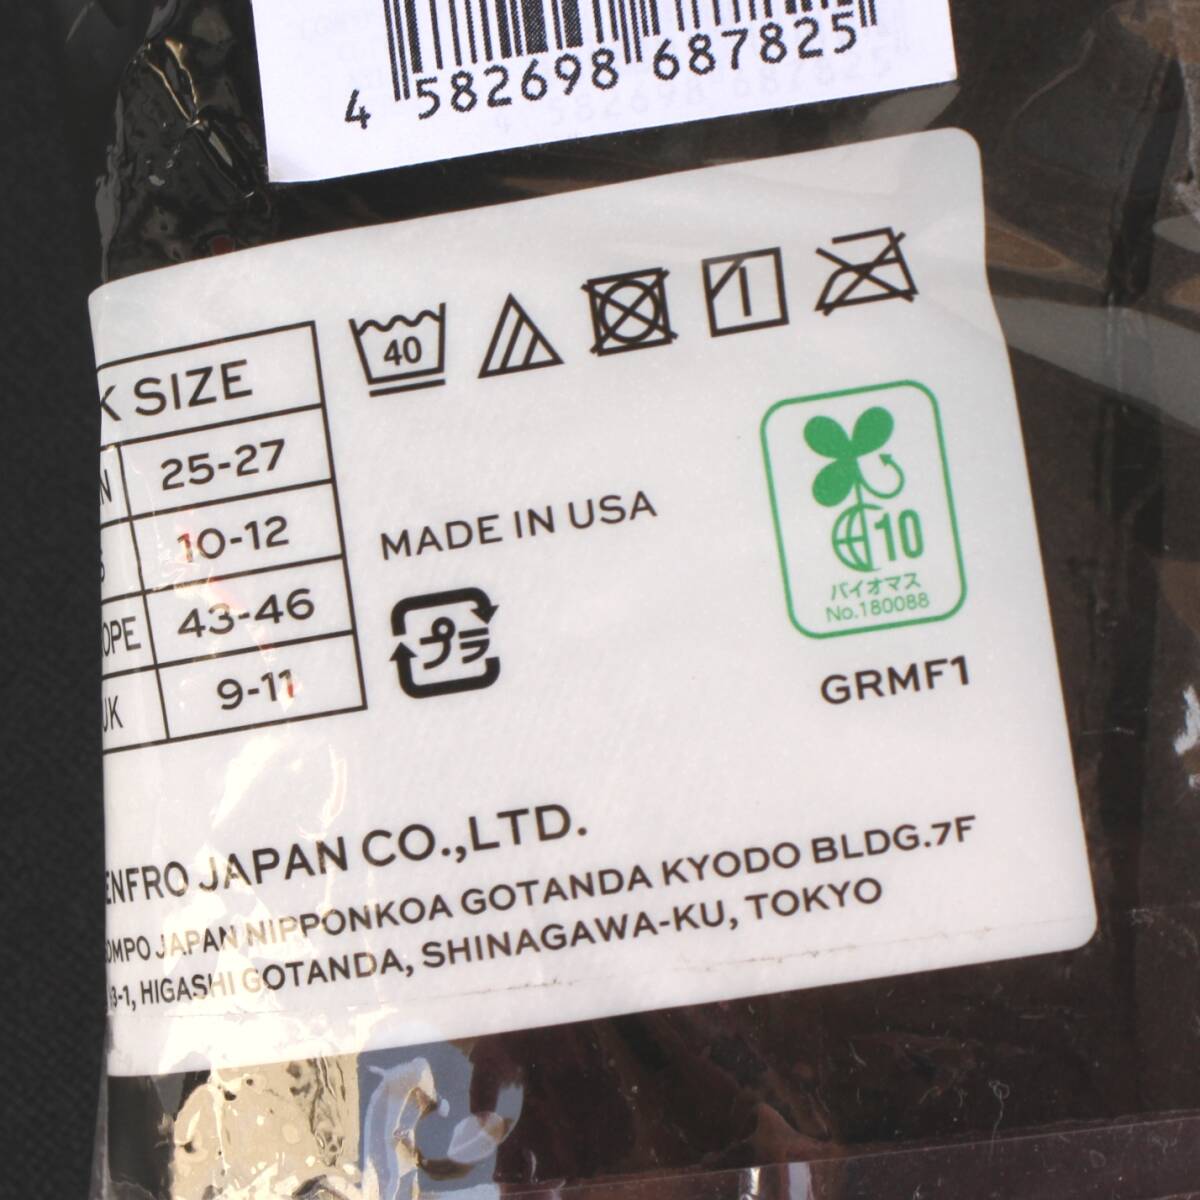 4 582698 687825
SIZE
25-27
10-12
43-46
UK 9-11
40
MADE IN USA
プラ
10
バイオマス
No.180088
GRMF1
JAPAN CO.,LTD.
JAPAN NIPPONKOA GOTANDA KYODO BLDG.7F
HIGASHI GOTANDA, SHINAGAWA-KU, TOKYO